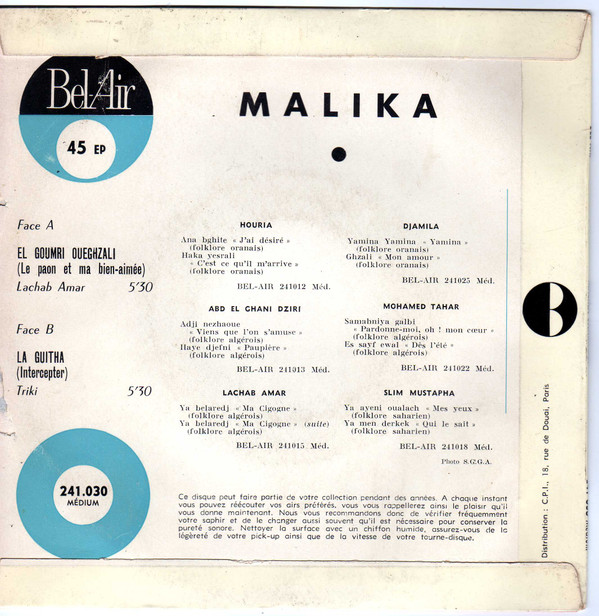 Bel-Air
45 EP
MALIKA
Face A
EL GOUMRI OUEGHZALI
(Le paon et ma bien-aimée)
Lachab Amar 5'30
Face B
LA GUITHA
(Intercepter)
Triki 5'30
241.030
MÉDIUM
HOURIA
Ana bghite « J'ai désiré »
(folklore oranais)
Haka yesrali
« C'est ce qu'il m'arrive »
(folklore oranais)
BEL-AIR 241012 Méd.
ABD EL GHANI DZIRI
Adji nezhaoue
« Viens que l'on s'amuse »
(folklore algérois)
Haye djefni « Paupière »
(folklore algérois)
BEL-AIR 241013 Méd.
LACHAB AMAR
Ya belaredj « Ma Cigogne »
(folklore algérois)
Ya belaredj « Ma Cigogne » (suite)
(folklore algérois)
BEL-AIR 241015 Méd.
DJAMILA
Yamina Yamina « Yamina »
(folklore oranais)
Ghzali « Mon amour »
(folklore oranais)
BEL-AIR 241025 Méd.
MOHAMED TAHAR
Samabniya galbi
« Pardonne-moi, oh ! mon cœur »
(folklore algérois)
Es sayf ewal « Dès l'été »
(folklore algérois)
BEL-AIR 241022 Méd.
SLIM MUSTAPHA
Ya ayeni oualach « Mes yeux »
(folklore saharien)
Ya men derkek « Qui le sait »
(folklore saharien)
BEL-AIR 241018 Méd.
Photo S.G.G.A.
Ce disque peut faire partie de votre collection pendant des années. A chaque instant
vous pouvez réécouter vos airs préférés, vous vous rappellerez ainsi le plaisir qu'il
vous donne maintenant. Nous vous recommandons donc de vérifier fréquemment
votre saphir et de le changer aussi souvent qu'il est nécessaire pour conserver la
pureté sonore. Nettoyer la surface avec un chiffon humide, assurez-vous de la
légèreté de votre pick-up ainsi que de la vitesse de votre tourne-disque.
Distribution : C.P.I., 18, rue de Douai, Paris